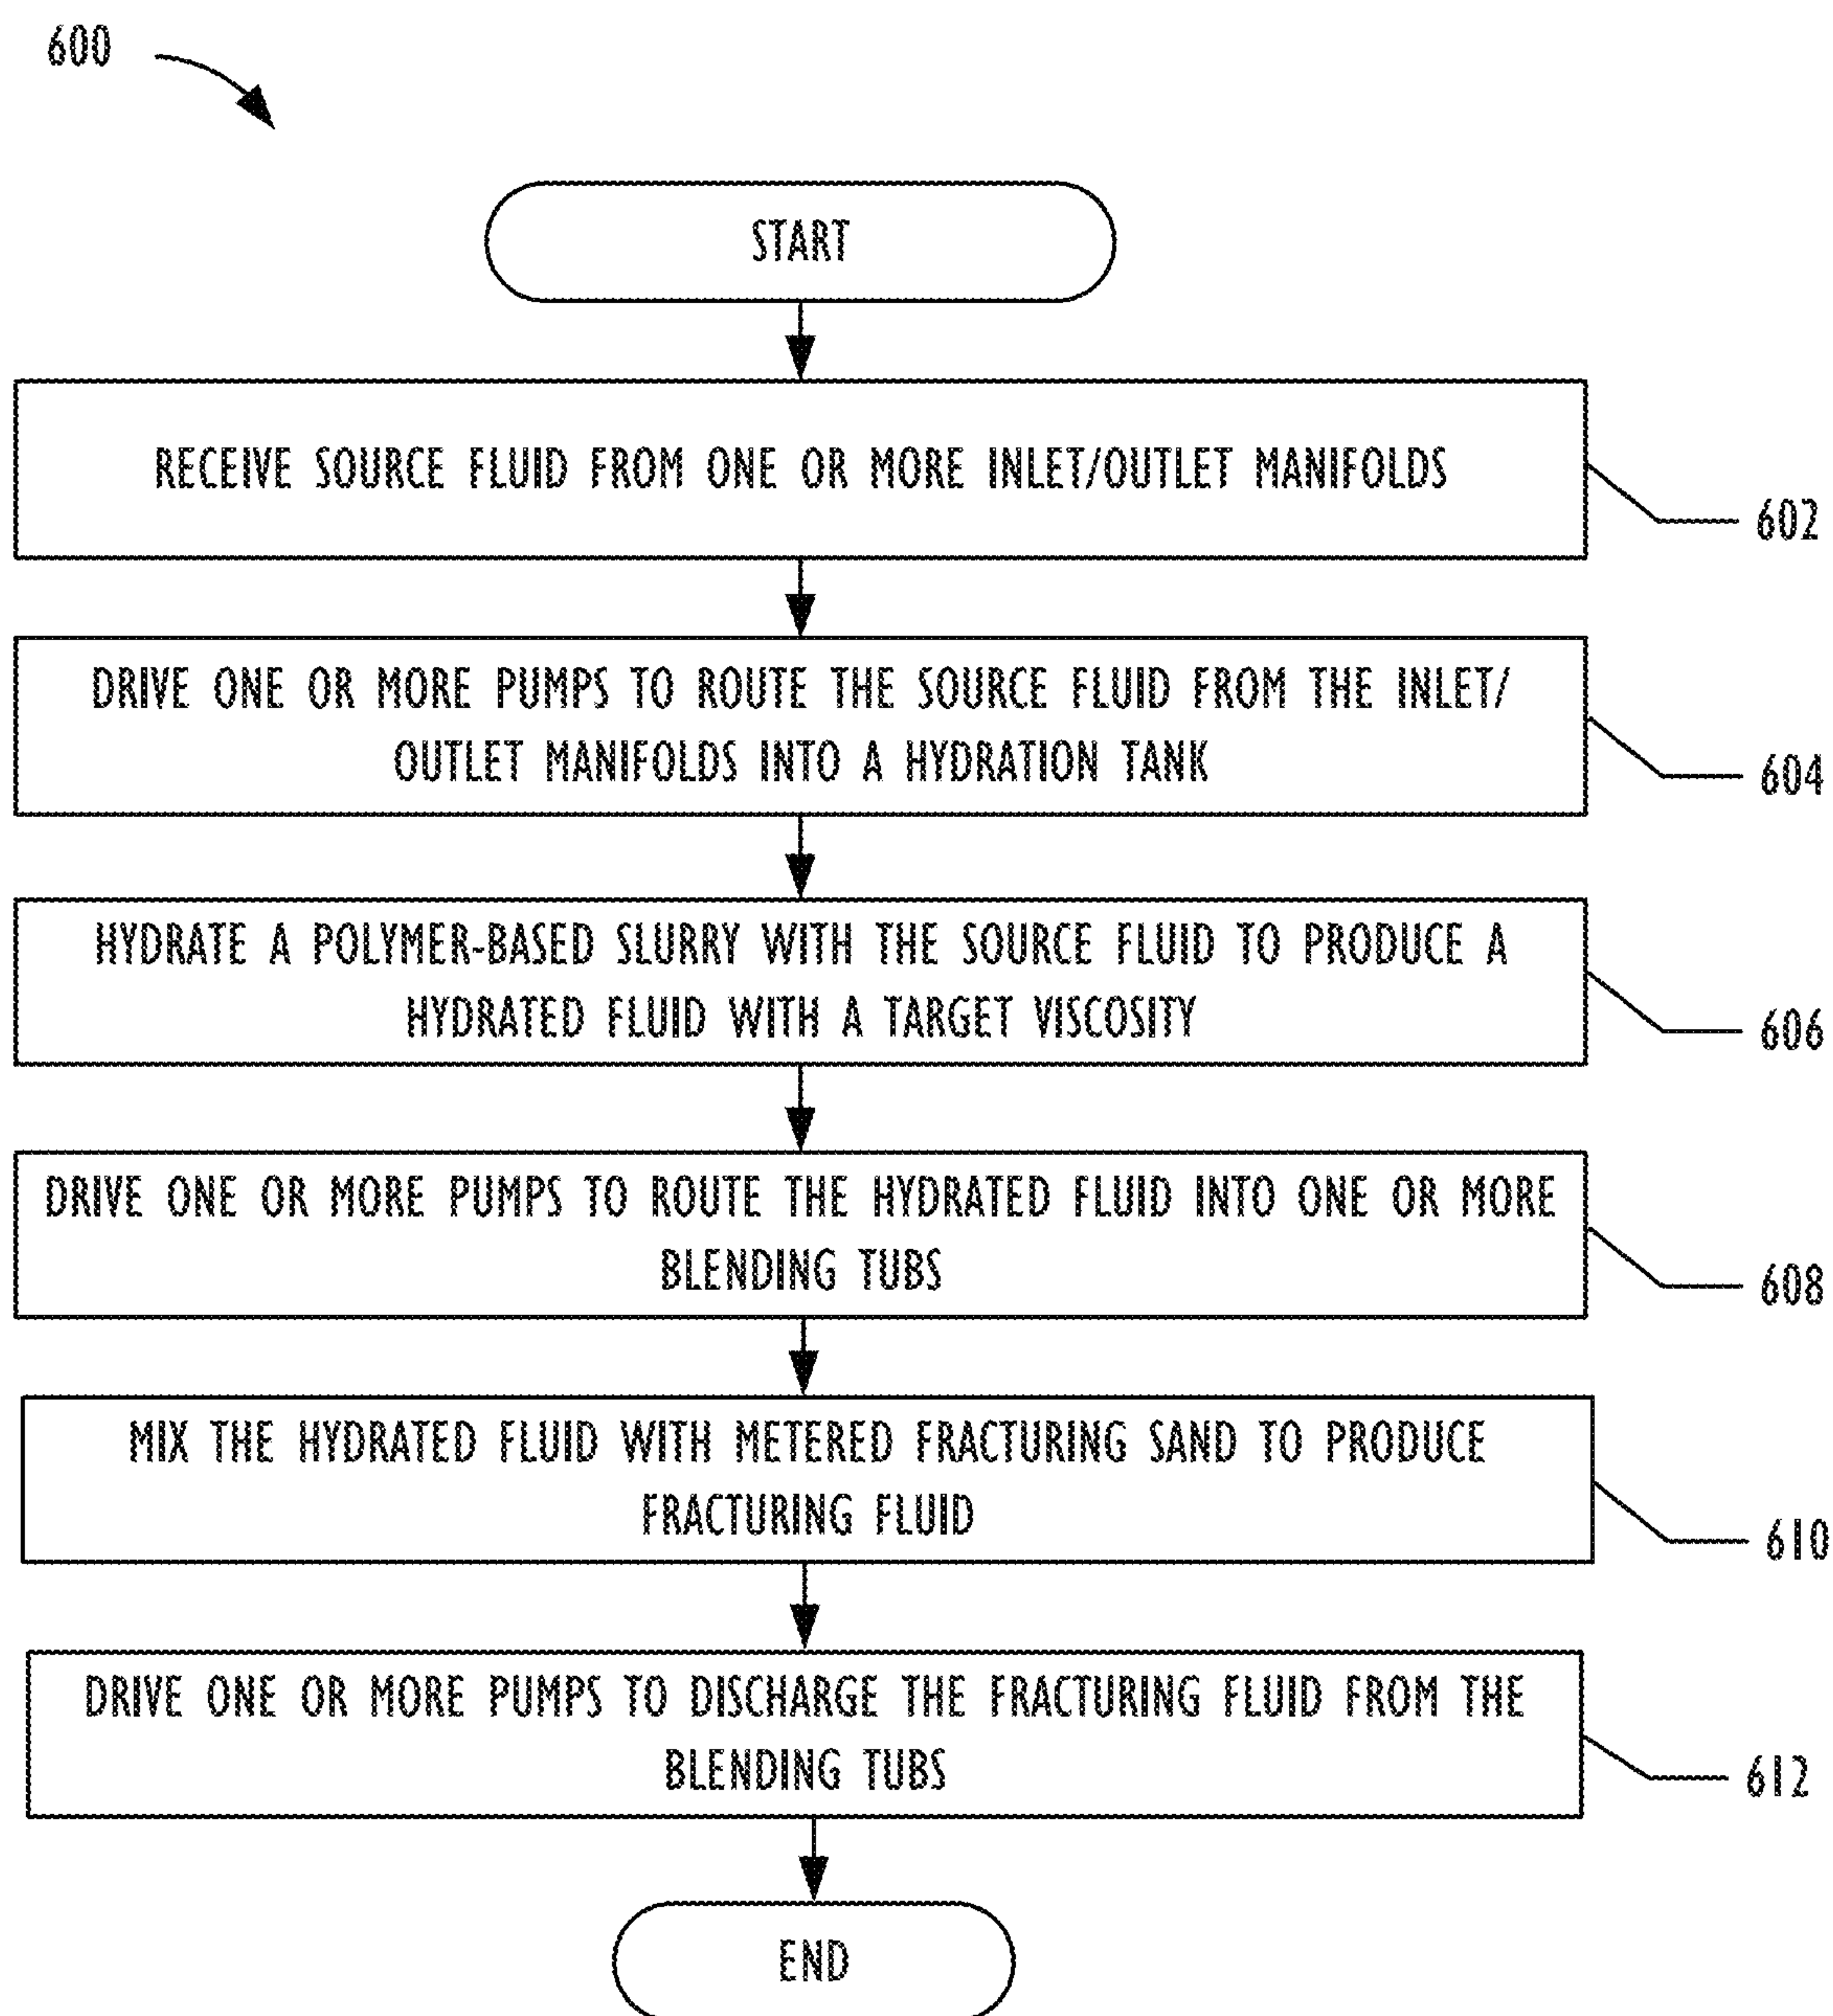 600
START
RECEIVE SOURCE FLUID FROM ONE OR MORE INLET/OUTLET MANIFOLDS
602
DRIVE ONE OR MORE PUMPS TO ROUTE THE SOURCE FLUID FROM THE INLET/
OUTLET MANIFOLDS INTO A HYDRATION TANK
604
HYDRATE A POLYMER-BASED SLURRY WITH THE SOURCE FLUID TO PRODUCE A
HYDRATED FLUID WITH A TARGET VISCOSITY
606
DRIVE ONE OR MORE PUMPS TO ROUTE THE HYDRATED FLUID INTO ONE OR MORE
BLENDING TUBS
608
MIX THE HYDRATED FLUID WITH METERED FRACTURING SAND TO PRODUCE
FRACTURING FLUID
610
DRIVE ONE OR MORE PUMPS TO DISCHARGE THE FRACTURING FLUID FROM THE
BLENDING TUBS
612
END